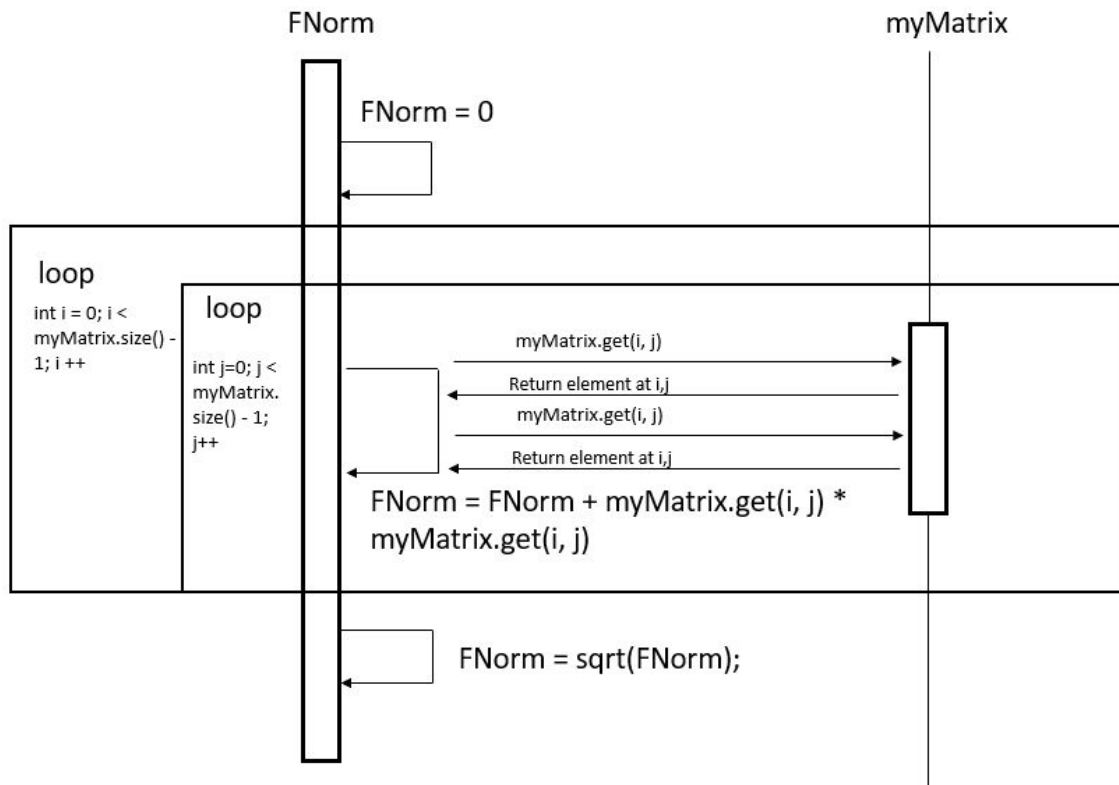 FNorm
myMatrix
FNorm = 0
loop
int i = 0; i <
myMatrix.size() -
1; i ++
loop
int j=0; j <
myMatrix.
size() - 1;
j++
myMatrix.get(i, j)
Return element at i,j
myMatrix.get(i, j)
Return element at i,j
FNorm = FNorm + myMatrix.get(i, j) *
myMatrix.get(i, j)
FNorm = sqrt(FNorm);